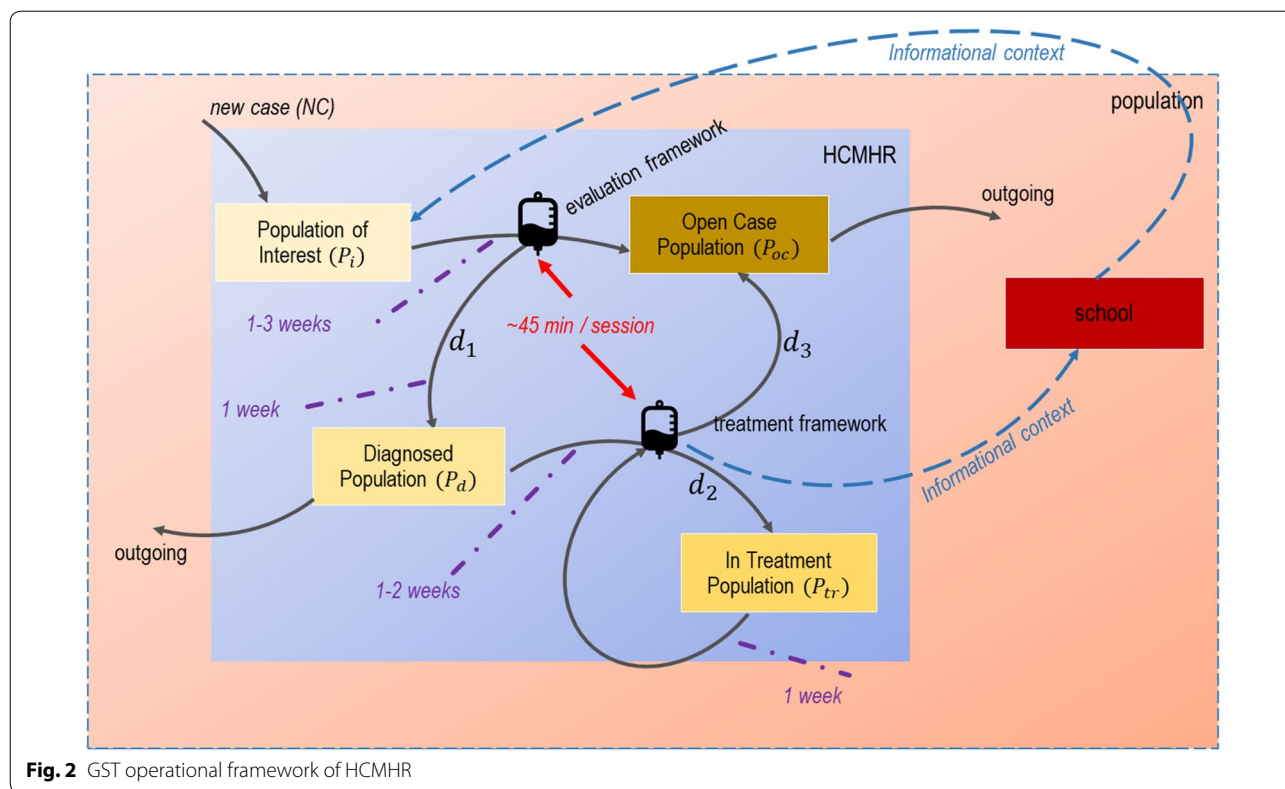 Informational context
population
new case (NC)
HCMHR
evaluation framework
outgoing
Population of
Interest (P_i)
Open Case
Population (P_oc)
1-3 weeks
~45 min / session
school
d_1
d_3
1 week
treatment framework
Informational context
Diagnosed
Population (P_d)
d_2
outgoing
1-2 weeks
In Treatment
Population (P_tr)
1 week
Fig. 2 GST operational framework of HCMHR